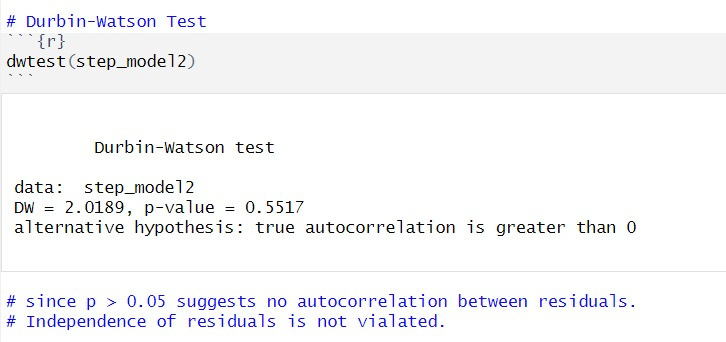 # Durbin-Watson Test
```{r}
dwtest(step_model2)
```
Durbin-Watson test
data:  step_model2
DW = 2.0189, p-value = 0.5517
alternative hypothesis: true autocorrelation is greater than 0
# since p > 0.05 suggests no autocorrelation between residuals.
# Independence of residuals is not vialated.